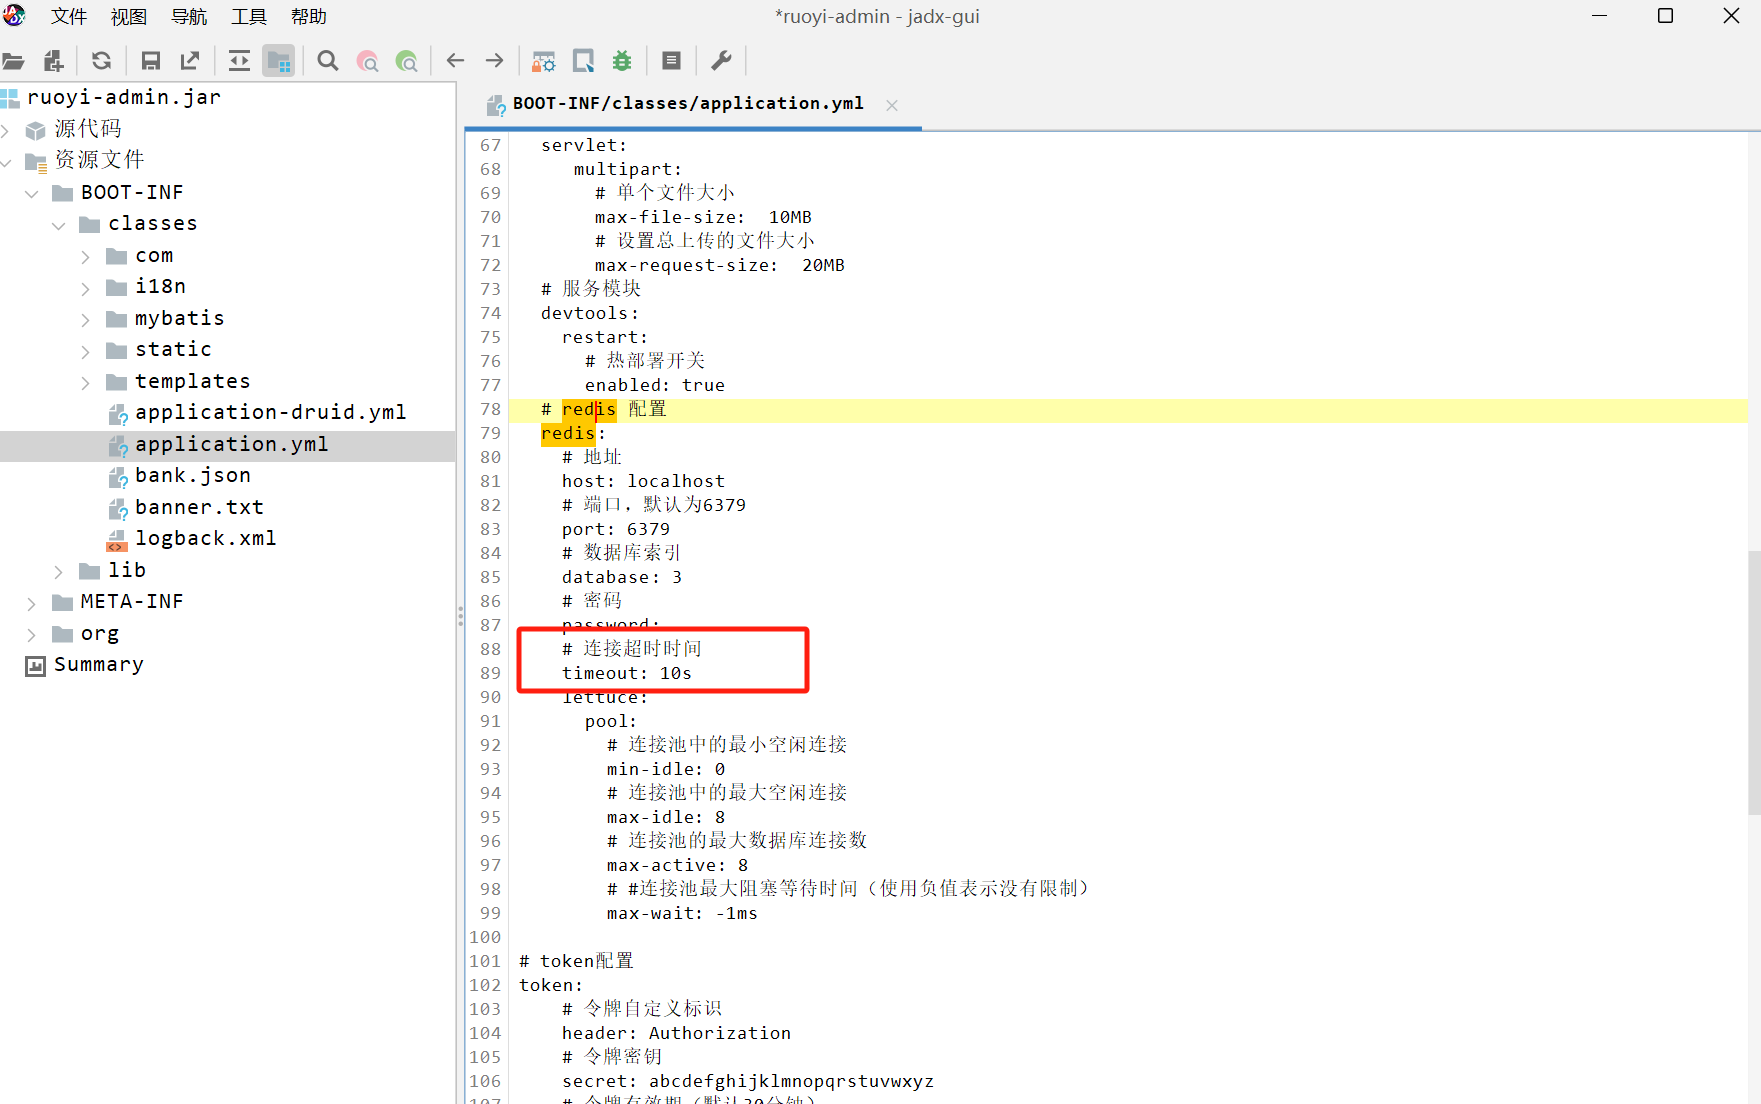 文件 视图 导航 工具 帮助
*ruoyi-admin - jadx-gui
ruoyi-admin.jar
源代码
资源文件
BOOT-INF
classes
com
i18n
mybatis
static
templates
application-druid.yml
application.yml
bank.json
banner.txt
logback.xml
lib
META-INF
org
Summary
BOOT-INF/classes/application.yml
67 servlet:
68 multipart:
69 # 单个文件大小
70 max-file-size: 10MB
71 # 设置总上传的文件大小
72 max-request-size: 20MB
73 # 服务模块
74 devtools:
75 restart:
76 # 热部署开关
77 enabled: true
78 # redis 配置
79 redis:
80 # 地址
81 host: localhost
82 # 端口，默认为6379
83 port: 6379
84 # 数据库索引
85 database: 3
86 # 密码
87 password:
88 # 连接超时时间
89 timeout: 10s
90 lettuce:
91 pool:
92 # 连接池中的最小空闲连接
93 min-idle: 0
94 # 连接池中的最大空闲连接
95 max-idle: 8
96 # 连接池的最大数据库连接数
97 max-active: 8
98 # #连接池最大阻塞等待时间（使用负值表示没有限制）
99 max-wait: -1ms
100
101 # token配置
102 token:
103 # 令牌自定义标识
104 header: Authorization
105 # 令牌密钥
106 secret: abcdefghijklmnopqrstuvwxyz
107 # 令牌有效期（默认30分钟）